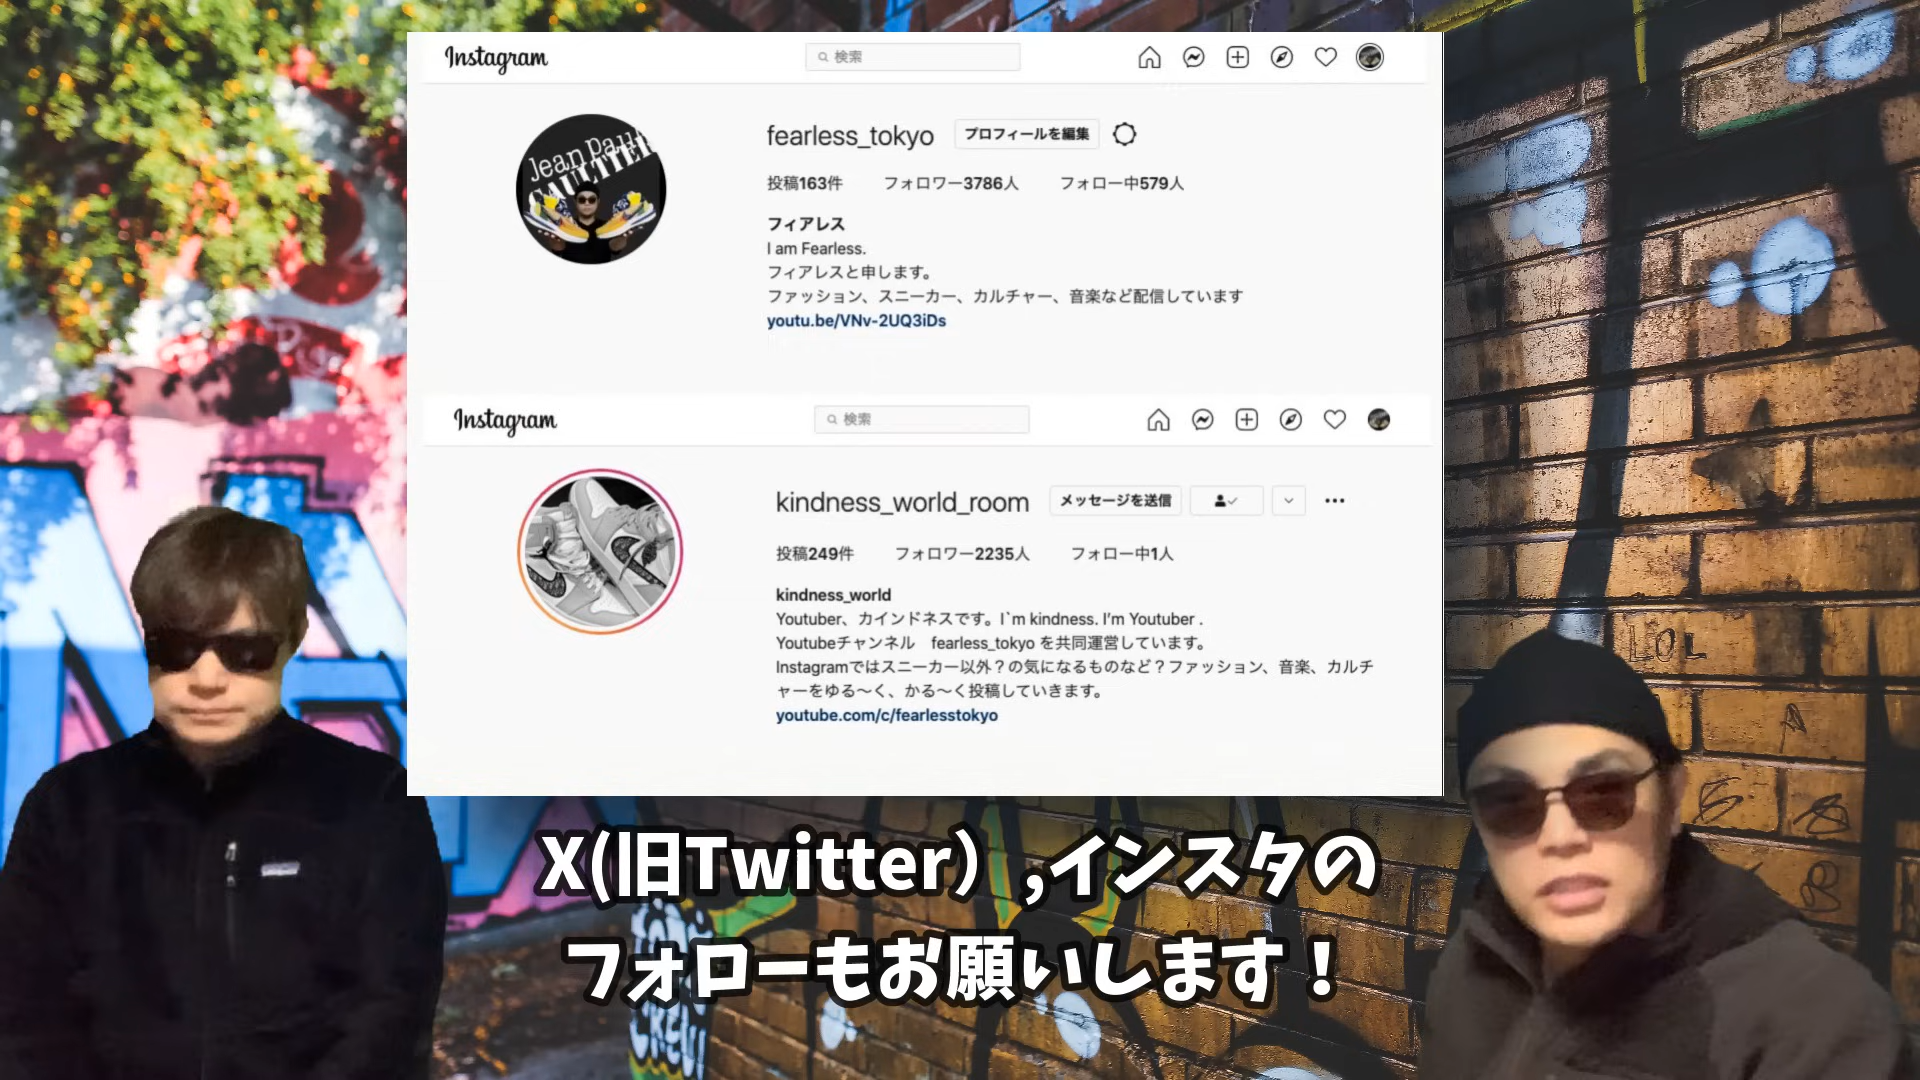 Instagram
検索
Jean Paul
GAULTIER
fearless_tokyo
プロフィールを編集
投稿163件 フォロワー3786人 フォロー中579人
フィアレス
I am Fearless.
フィアレスと申します。
ファッション、スニーカー、カルチャー、音楽など配信しています
youtu.be/VNv-2UQ3iDs
Instagram
検索
kindness_world_room
メッセージを送信
投稿249件 フォロワー2235人 フォロー中1人
kindness_world
Youtuber、カインドネスです。I`m kindness. I’m Youtuber .
Youtubeチャンネル　fearless_tokyo を共同運営しています。
Instagramではスニーカー以外？の気になるものなど？ファッション、音楽、カルチ
ャーをゆる〜く、かる〜く投稿していきます。
youtube.com/c/fearlesstokyo
LOL
X(旧Twitter）,インスタの
フォローもお願いします！
CREW